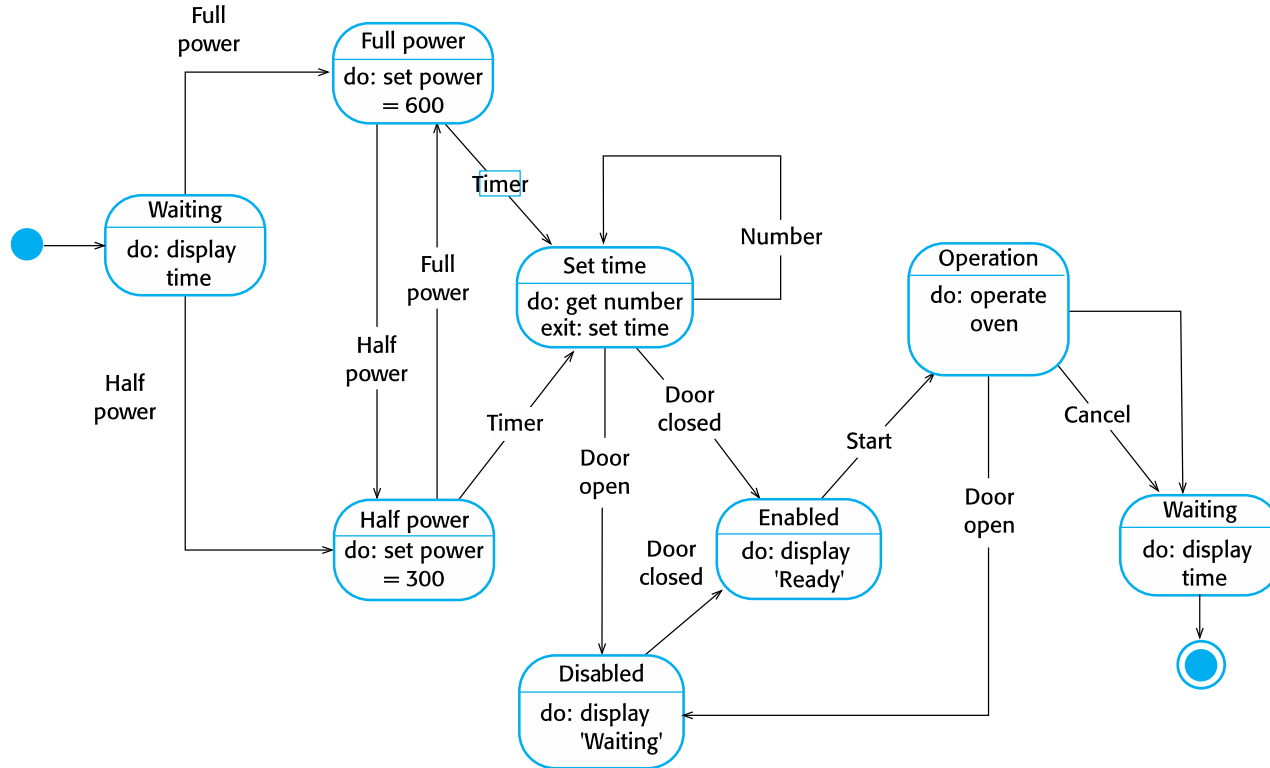 Full
power
Full power
do: set power
= 600
Timer
Waiting
do: display
time
Number
Full
power
Set time
do: get number
exit: set time
Operation
do: operate
oven
Half
power
Half
power
Door
closed
Timer
Door
open
Start
Cancel
Door
open
Half power
do: set power
= 300
Enabled
do: display
'Ready'
Waiting
do: display
time
Door
closed
Disabled
do: display
'Waiting'